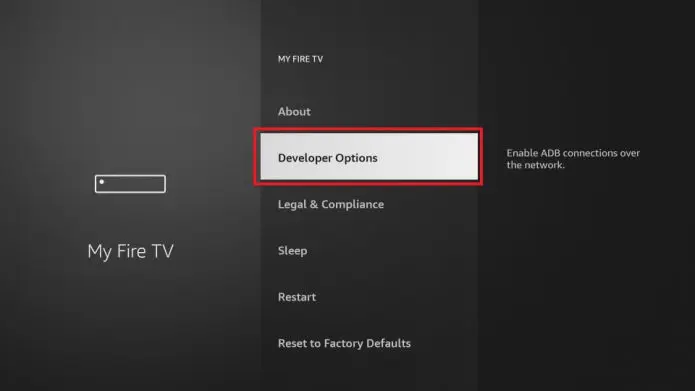 MY FIRE TV
About
Developer Options
Legal & Compliance
Sleep
Restart
Reset to Factory Defaults
My Fire TV
Enable ADB connections over
the network.